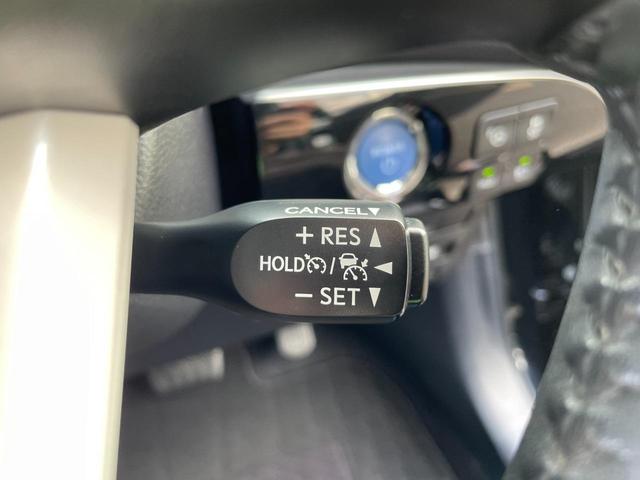 CANCEL▼
+ RES ▲
HOLD / ◀
− SET ▼